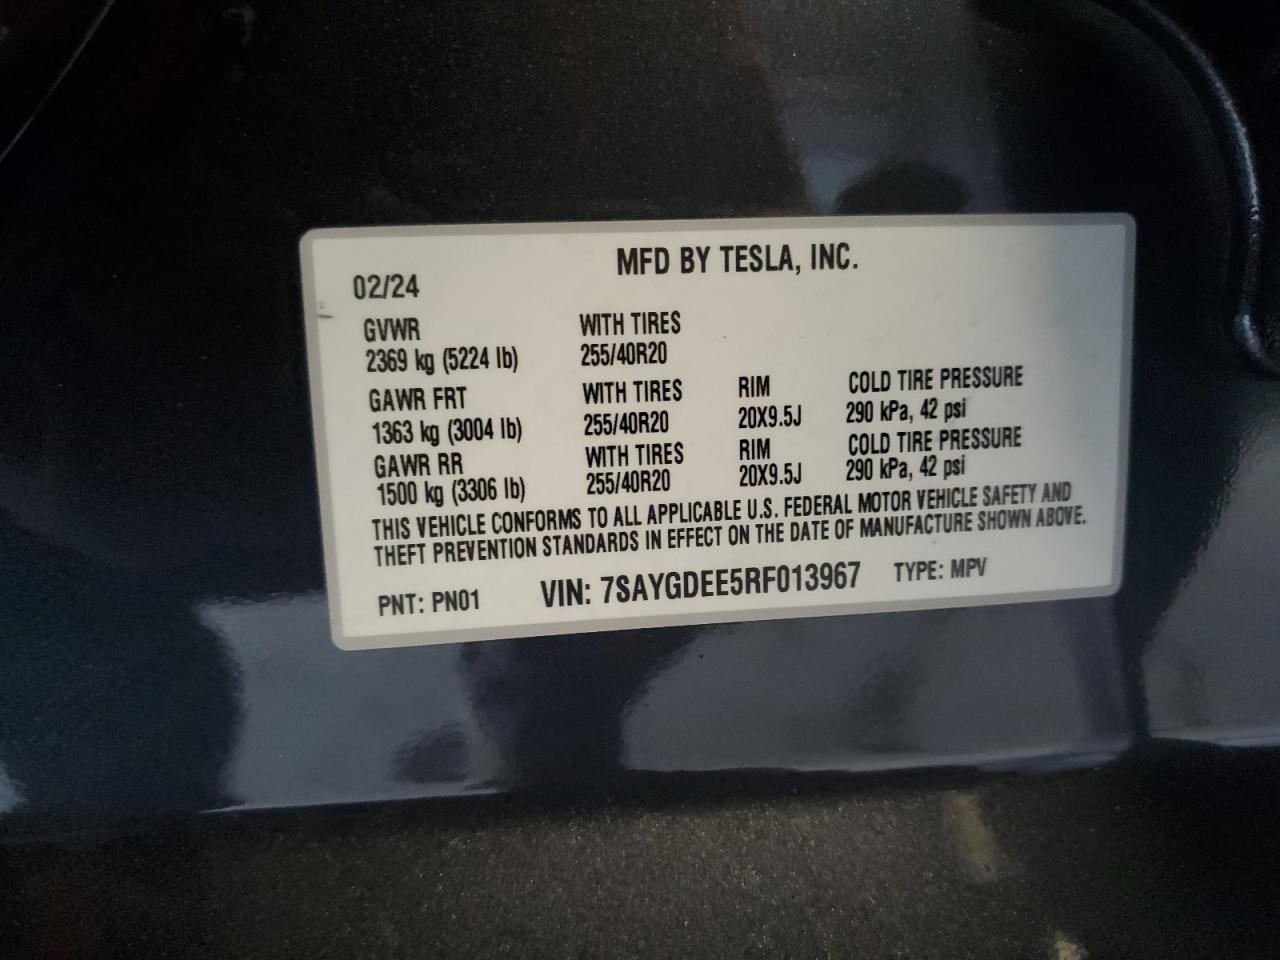 MFD BY TESLA, INC.
02/24
GVWR WITH TIRES
2369 kg (5224 lb) 255/40R20
GAWR FRT WITH TIRES RIM COLD TIRE PRESSURE
1363 kg (3004 lb) 255/40R20 20X9.5J 290 kPa, 42 psi
GAWR RR WITH TIRES RIM COLD TIRE PRESSURE
1500 kg (3306 lb) 255/40R20 20X9.5J 290 kPa, 42 psi
THIS VEHICLE CONFORMS TO ALL APPLICABLE U.S. FEDERAL MOTOR VEHICLE SAFETY AND
THEFT PREVENTION STANDARDS IN EFFECT ON THE DATE OF MANUFACTURE SHOWN ABOVE.
PNT: PN01 VIN: 7SAYGDEE5RF013967 TYPE: MPV